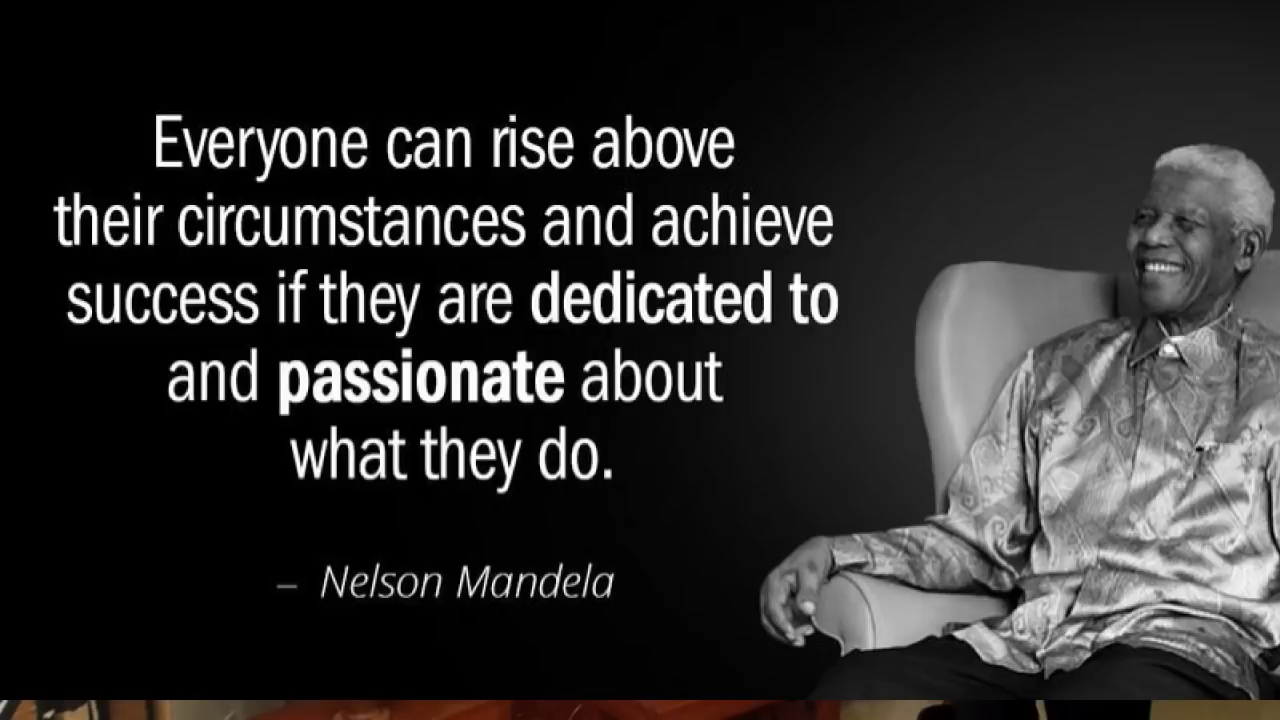 Everyone can rise above
their circumstances and achieve
success if they are dedicated to
and passionate about
what they do.
– Nelson Mandela